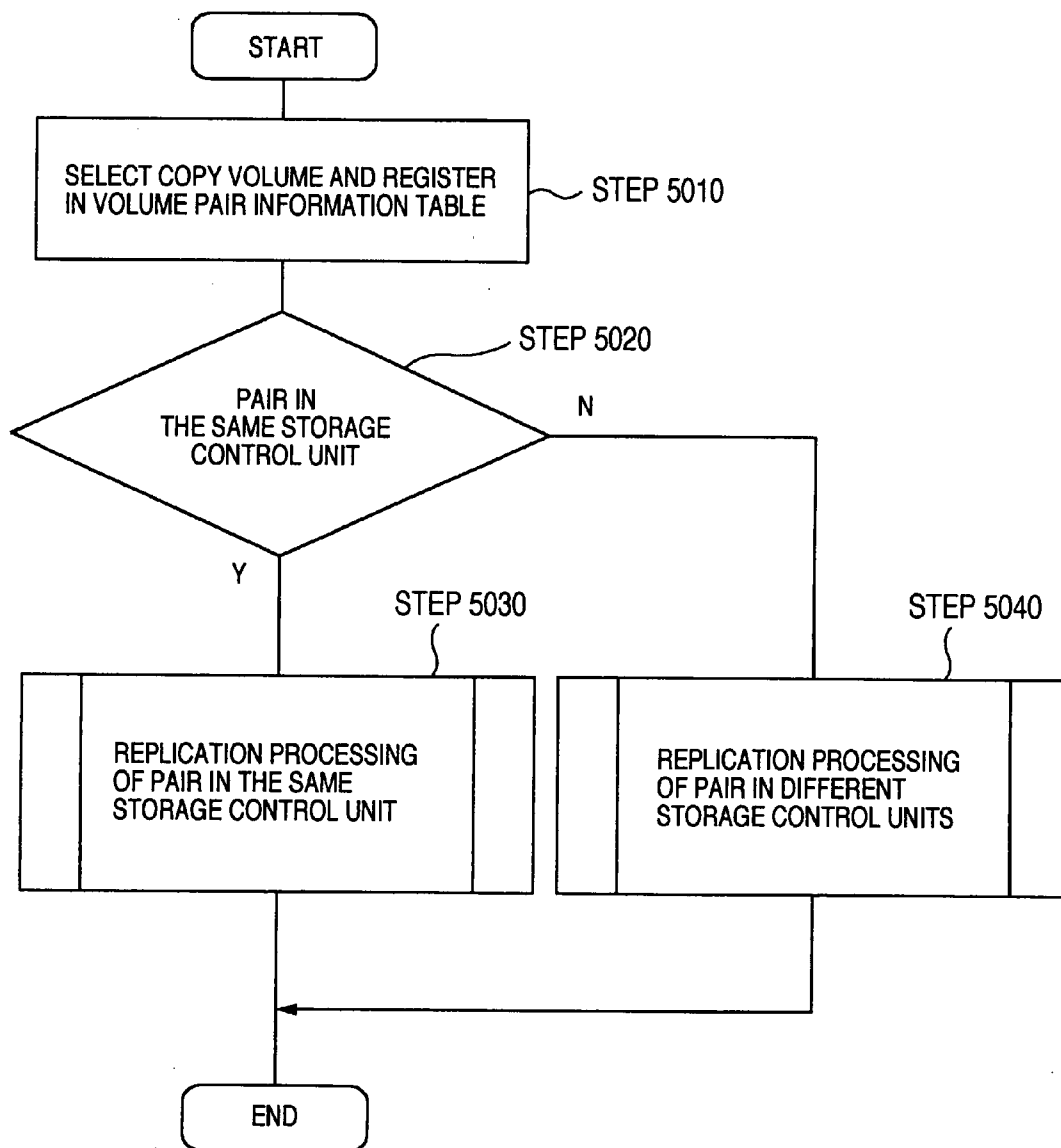 START
SELECT COPY VOLUME AND REGISTER
IN VOLUME PAIR INFORMATION TABLE
STEP 5010
STEP 5020
PAIR IN
THE SAME STORAGE
CONTROL UNIT
N
Y
STEP 5030
STEP 5040
REPLICATION PROCESSING
OF PAIR IN THE SAME
STORAGE CONTROL UNIT
REPLICATION PROCESSING
OF PAIR IN DIFFERENT
STORAGE CONTROL UNITS
END